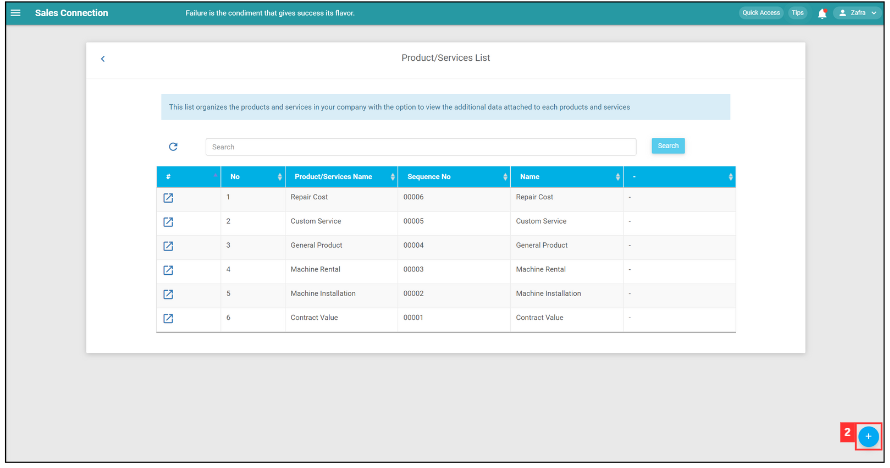 Sales Connection Failure is the condiment that gives success its flavor. Quick Access Tips Zafra
Product/Services List
This list organizes the products and services in your company with the option to view the additional data attached to each products and services
Search Search
# No Product/Services Name Sequence No Name -
1 Repair Cost 00006 Repair Cost -
2 Custom Service 00005 Custom Service -
3 General Product 00004 General Product -
4 Machine Rental 00003 Machine Rental -
5 Machine Installation 00002 Machine Installation -
6 Contract Value 00001 Contract Value -
2 +